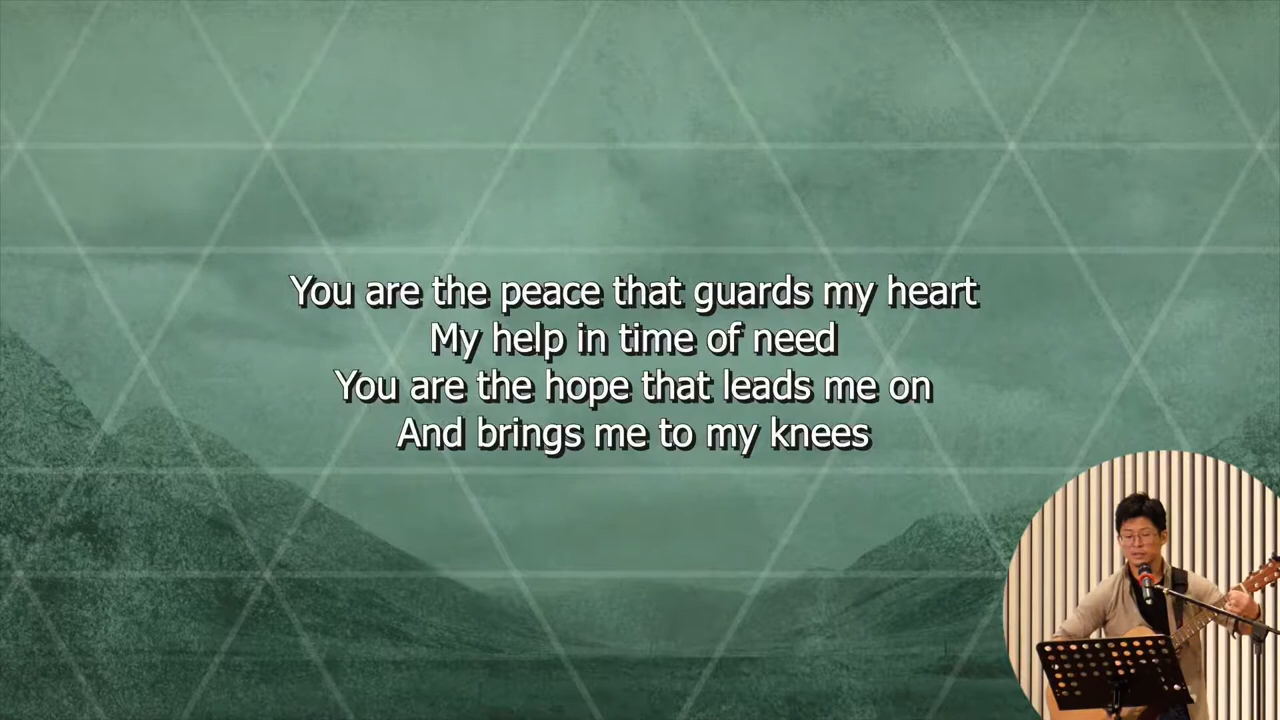 You are the peace that guards my heart
My help in time of need
You are the hope that leads me on
And brings me to my knees